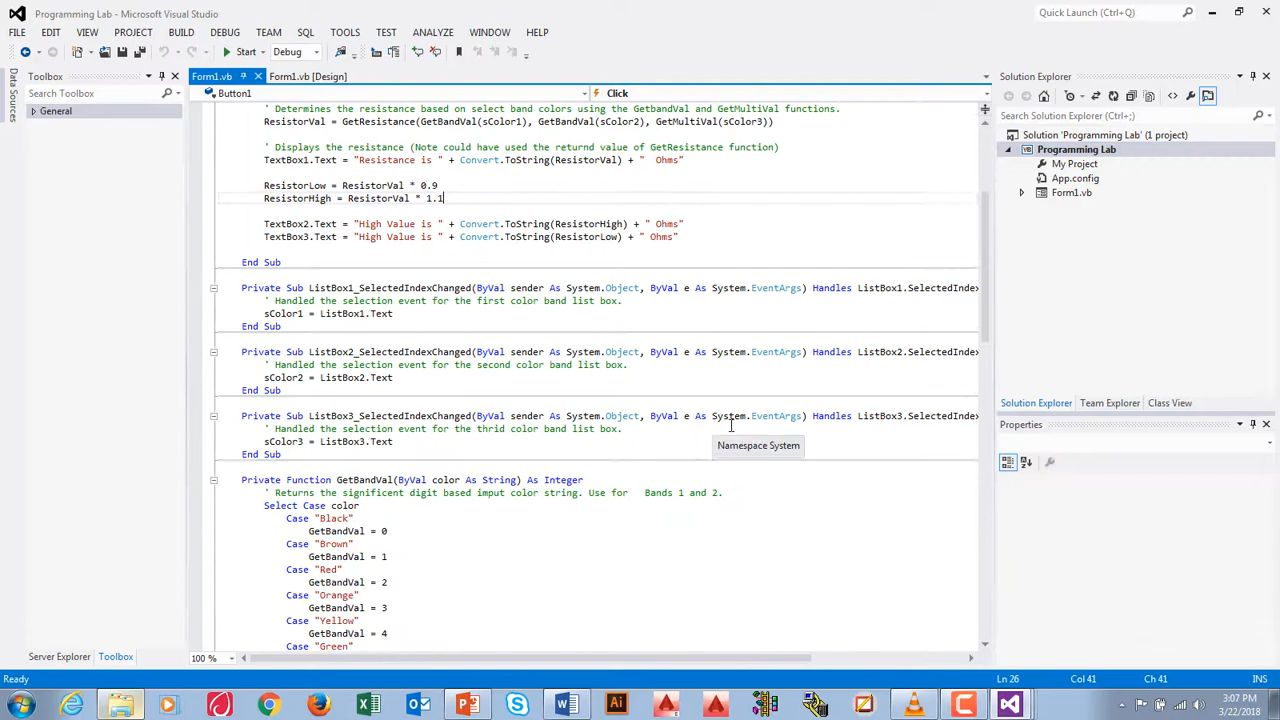 Programming Lab - Microsoft Visual Studio
Quick Launch (Ctrl+Q)
FILE EDIT VIEW PROJECT BUILD DEBUG TEAM SQL TOOLS TEST ANALYZE WINDOW HELP
Start Debug
Data Sources
Toolbox
Search Toolbox
General
Form1.vb Form1.vb [Design]
Button1 Click
' Determines the resistance based on select band colors using the GetbandVal and GetMultiVal functions.
ResistorVal = GetResistance(GetBandVal(sColor1), GetBandVal(sColor2), GetMultiVal(sColor3))
' Displays the resistance (Note could have used the returnd value of GetResistance function)
TextBox1.Text = "Resistance is " + Convert.ToString(ResistorVal) + "  Ohms"
ResistorLow = ResistorVal * 0.9
ResistorHigh = ResistorVal * 1.1
TextBox2.Text = "High Value is " + Convert.ToString(ResistorHigh) + " Ohms"
TextBox3.Text = "High Value is " + Convert.ToString(ResistorLow) + " Ohms"
End Sub
Private Sub ListBox1_SelectedIndexChanged(ByVal sender As System.Object, ByVal e As System.EventArgs) Handles ListBox1.SelectedIndex
' Handled the selection event for the first color band list box.
sColor1 = ListBox1.Text
End Sub
Private Sub ListBox2_SelectedIndexChanged(ByVal sender As System.Object, ByVal e As System.EventArgs) Handles ListBox2.SelectedIndex
' Handled the selection event for the second color band list box.
sColor2 = ListBox2.Text
End Sub
Private Sub ListBox3_SelectedIndexChanged(ByVal sender As System.Object, ByVal e As System.EventArgs) Handles ListBox3.SelectedIndex
' Handled the selection event for the thrid color band list box.
sColor3 = ListBox3.Text
Namespace System
End Sub
Private Function GetBandVal(ByVal color As String) As Integer
' Returns the significant digit based imput color string. Use for   Bands 1 and 2.
Select Case color
Case "Black"
GetBandVal = 0
Case "Brown"
GetBandVal = 1
Case "Red"
GetBandVal = 2
Case "Orange"
GetBandVal = 3
Case "Yellow"
GetBandVal = 4
Case "Green"
100 %
Solution Explorer
Search Solution Explorer (Ctrl+;)
Solution 'Programming Lab' (1 project)
Programming Lab
My Project
App.config
Form1.vb
Solution Explorer Team Explorer Class View
Properties
Server Explorer Toolbox
Ready
Ln 26 Col 41 Ch 41 INS
3:07 PM
3/22/2018